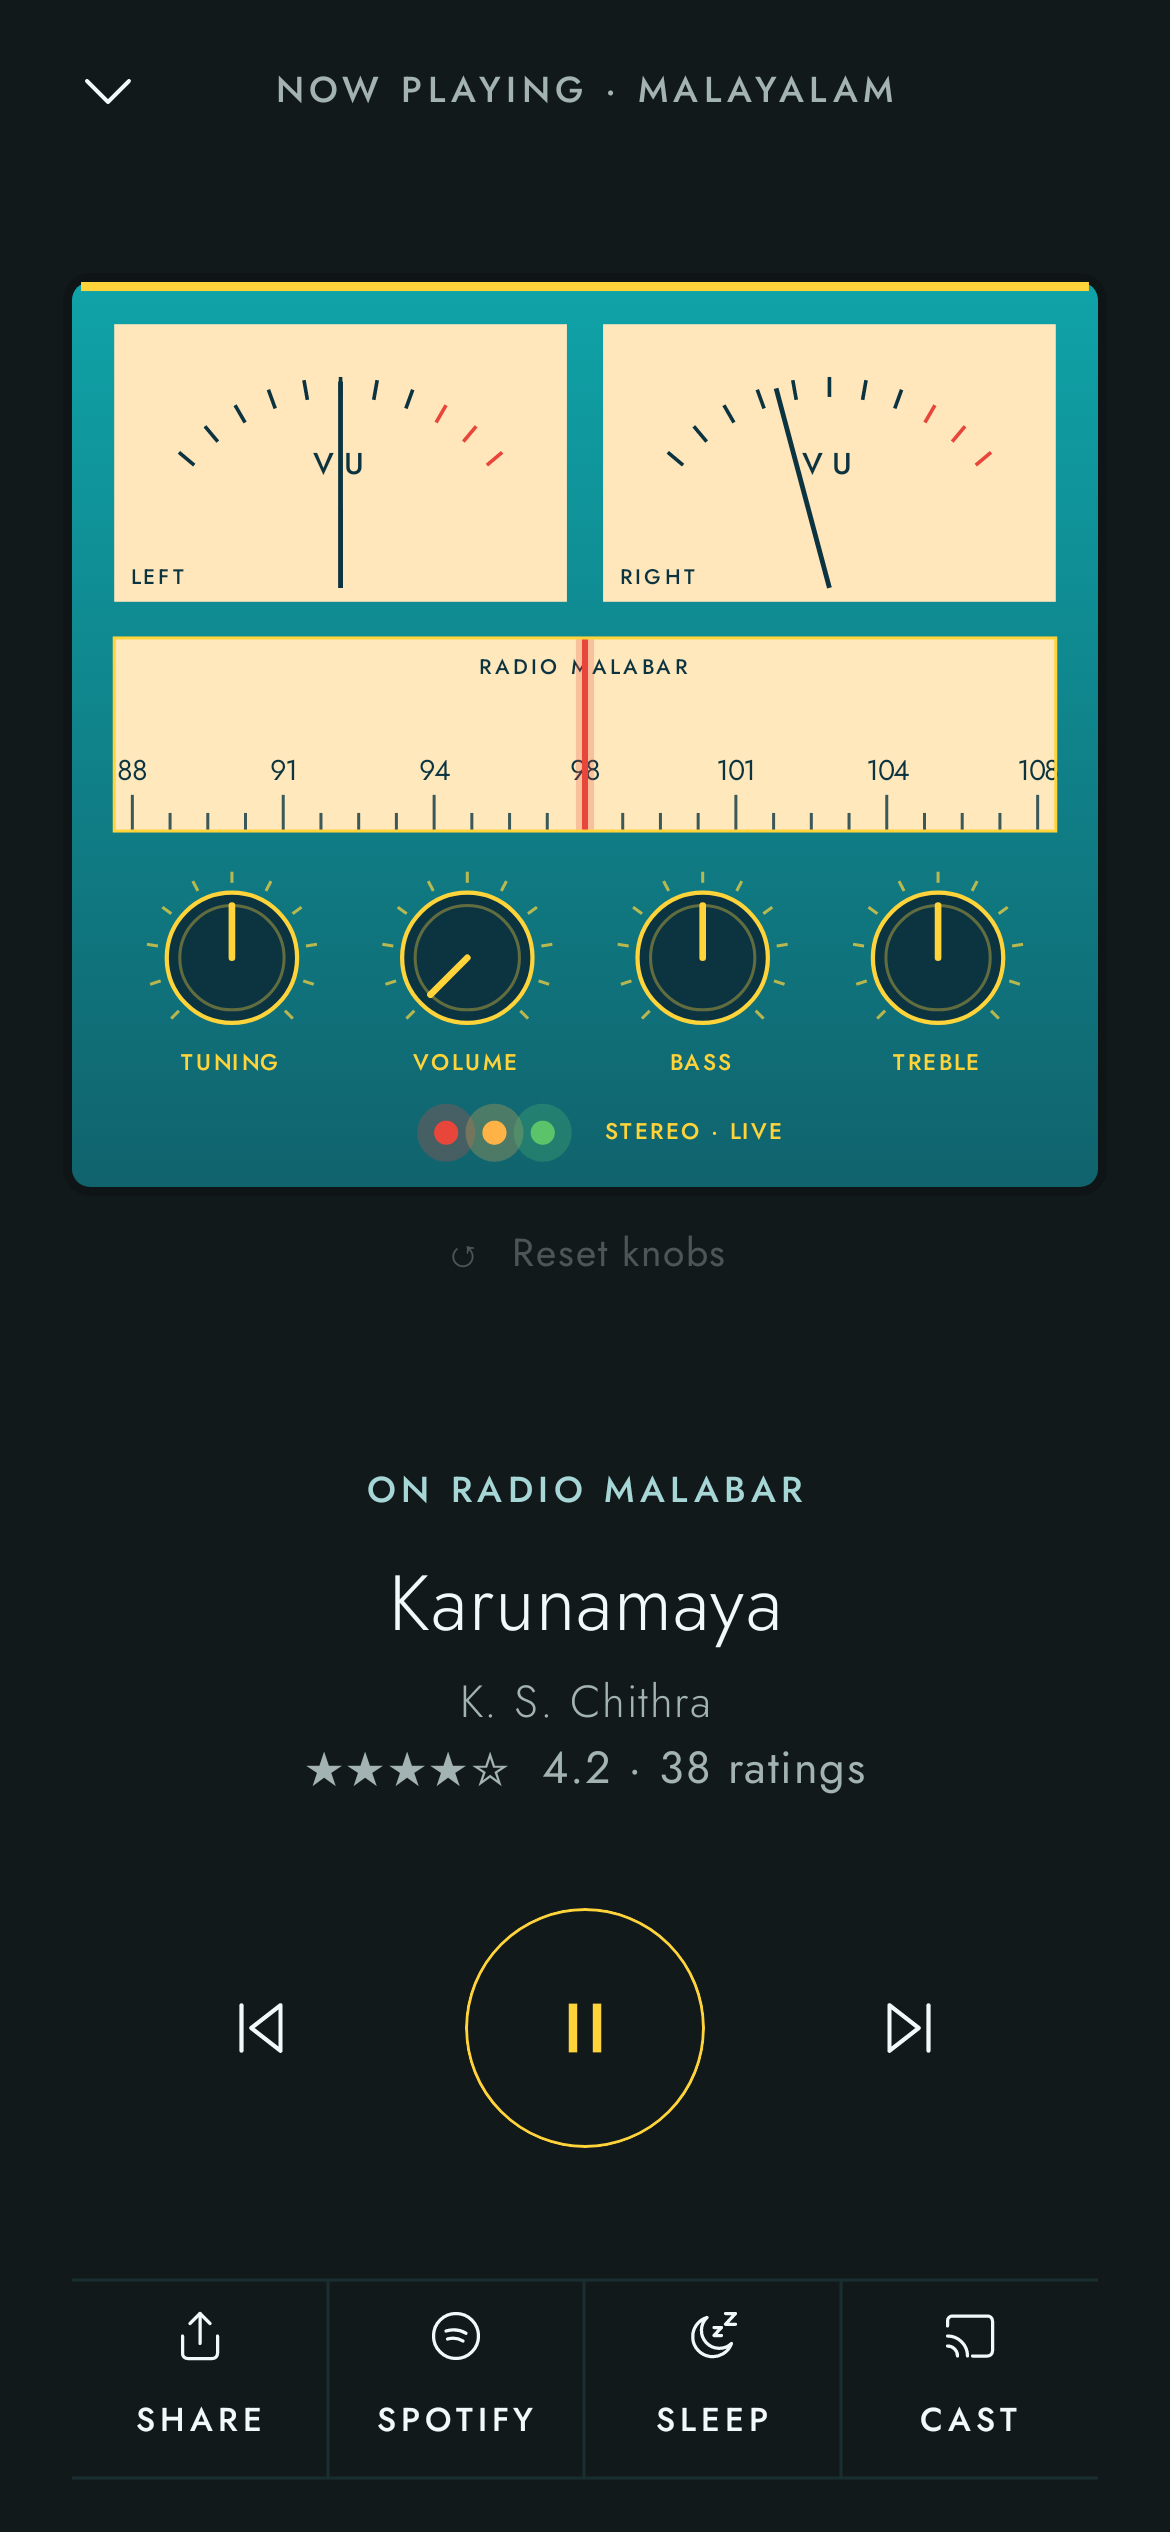 NOW PLAYING · MALAYALAM
VU
VU
LEFT
RIGHT
RADIO MALABAR
88 91 94 98 101 104 108
TUNING VOLUME BASS TREBLE
STEREO · LIVE
Reset knobs
ON RADIO MALABAR
Karunamaya
K. S. Chithra
★★★★☆ 4.2 · 38 ratings
SHARE SPOTIFY SLEEP CAST